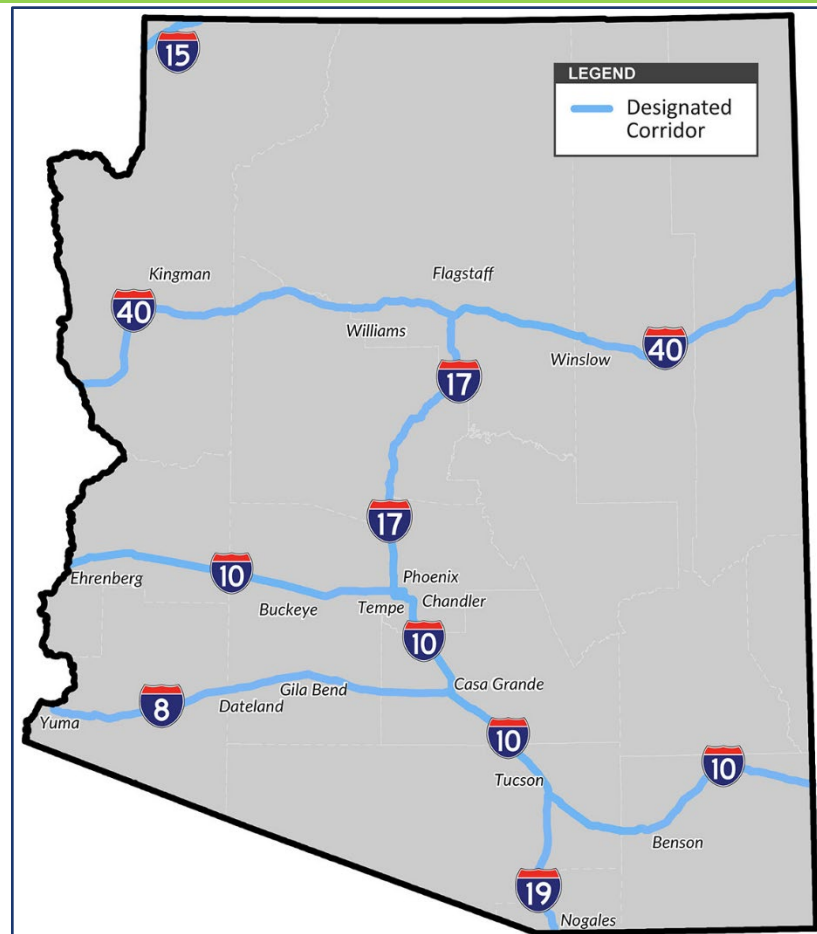 15
LEGEND
Designated
Corridor
Kingman
Flagstaff
40
Williams
Winslow
40
17
17
Ehrenberg
10
Phoenix
Buckeye
Tempe
Chandler
10
Casa Grande
Gila Bend
8
Dateland
Yuma
10
Tucson
10
Benson
19
Nogales